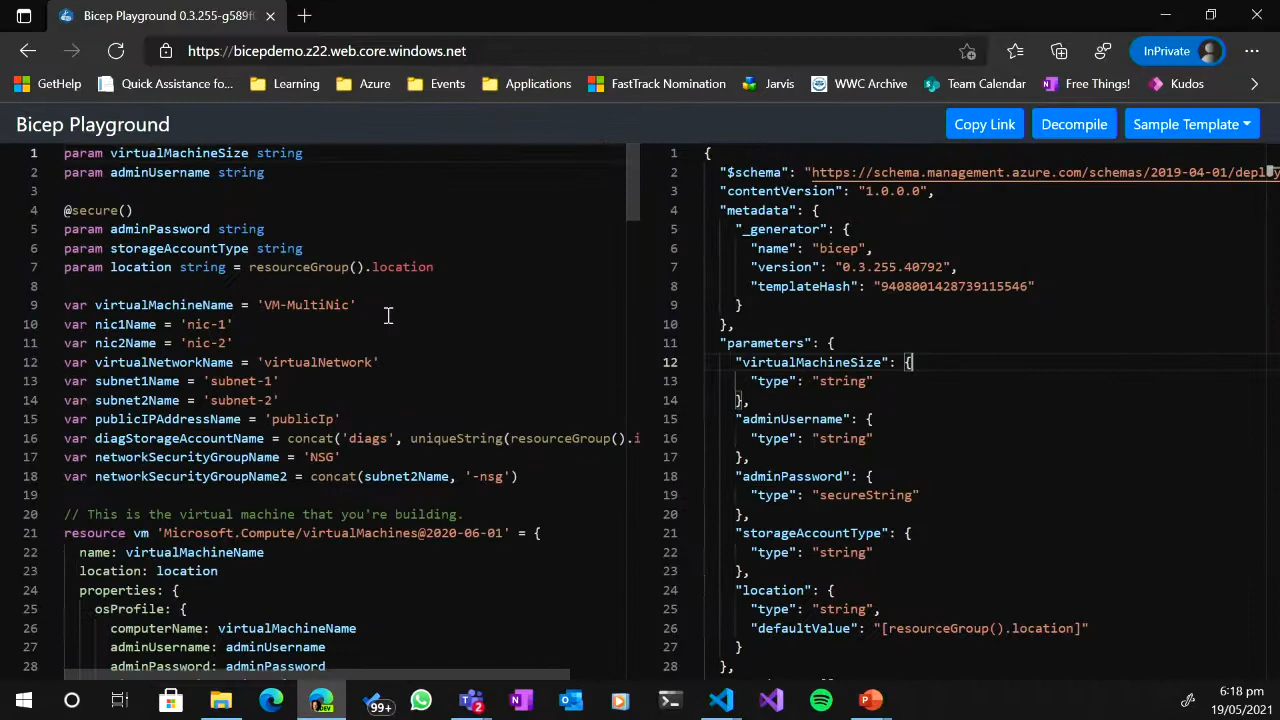 Bicep Playground 0.3.255-g589f0
https://bicepdemo.z22.web.core.windows.net
InPrivate
GetHelp
Quick Assistance fo...
Learning
Azure
Events
Applications
FastTrack Nomination
Jarvis
WWC Archive
Team Calendar
Free Things!
Kudos
Bicep Playground
Copy Link
Decompile
Sample Template
1 param virtualMachineSize string
2 param adminUsername string
3
4 @secure()
5 param adminPassword string
6 param storageAccountType string
7 param location string = resourceGroup().location
8
9 var virtualMachineName = 'VM-MultiNic'
10 var nic1Name = 'nic-1'
11 var nic2Name = 'nic-2'
12 var virtualNetworkName = 'virtualNetwork'
13 var subnet1Name = 'subnet-1'
14 var subnet2Name = 'subnet-2'
15 var publicIPAddressName = 'publicIp'
16 var diagStorageAccountName = concat('diags', uniqueString(resourceGroup().i
17 var networkSecurityGroupName = 'NSG'
18 var networkSecurityGroupName2 = concat(subnet2Name, '-nsg')
19
20 // This is the virtual machine that you're building.
21 resource vm 'Microsoft.Compute/virtualMachines@2020-06-01' = {
22 name: virtualMachineName
23 location: location
24 properties: {
25 osProfile: {
26 computerName: virtualMachineName
27 adminUsername: adminUsername
28 adminPassword: adminPassword
1 {
2 "$schema": "https://schema.management.azure.com/schemas/2019-04-01/deploy
3 "contentVersion": "1.0.0.0",
4 "metadata": {
5 "_generator": {
6 "name": "bicep",
7 "version": "0.3.255.40792",
8 "templateHash": "9408001428739115546"
9 }
10 },
11 "parameters": {
12 "virtualMachineSize": {
13 "type": "string"
14 },
15 "adminUsername": {
16 "type": "string"
17 },
18 "adminPassword": {
19 "type": "secureString"
20 },
21 "storageAccountType": {
22 "type": "string"
23 },
24 "location": {
25 "type": "string",
26 "defaultValue": "[resourceGroup().location]"
27 }
28 },
DEV
99+
2
6:18 pm
19/05/2021